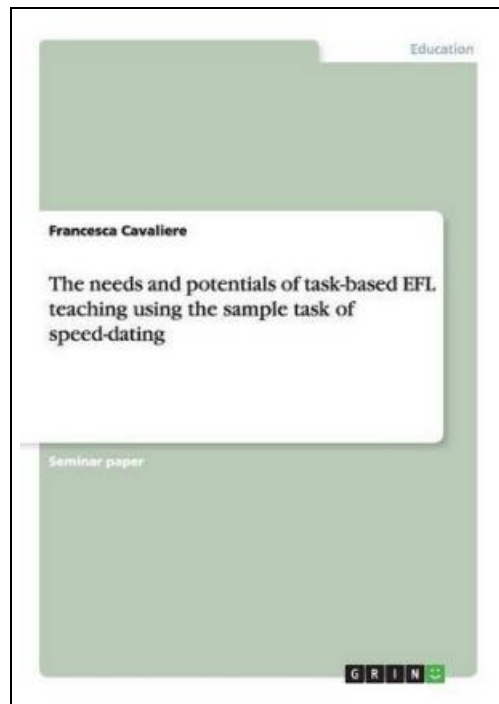 Education
Francesca Cavaliere
The needs and potentials of task-based EFL
teaching using the sample task of
speed-dating
Seminar paper
GRIN